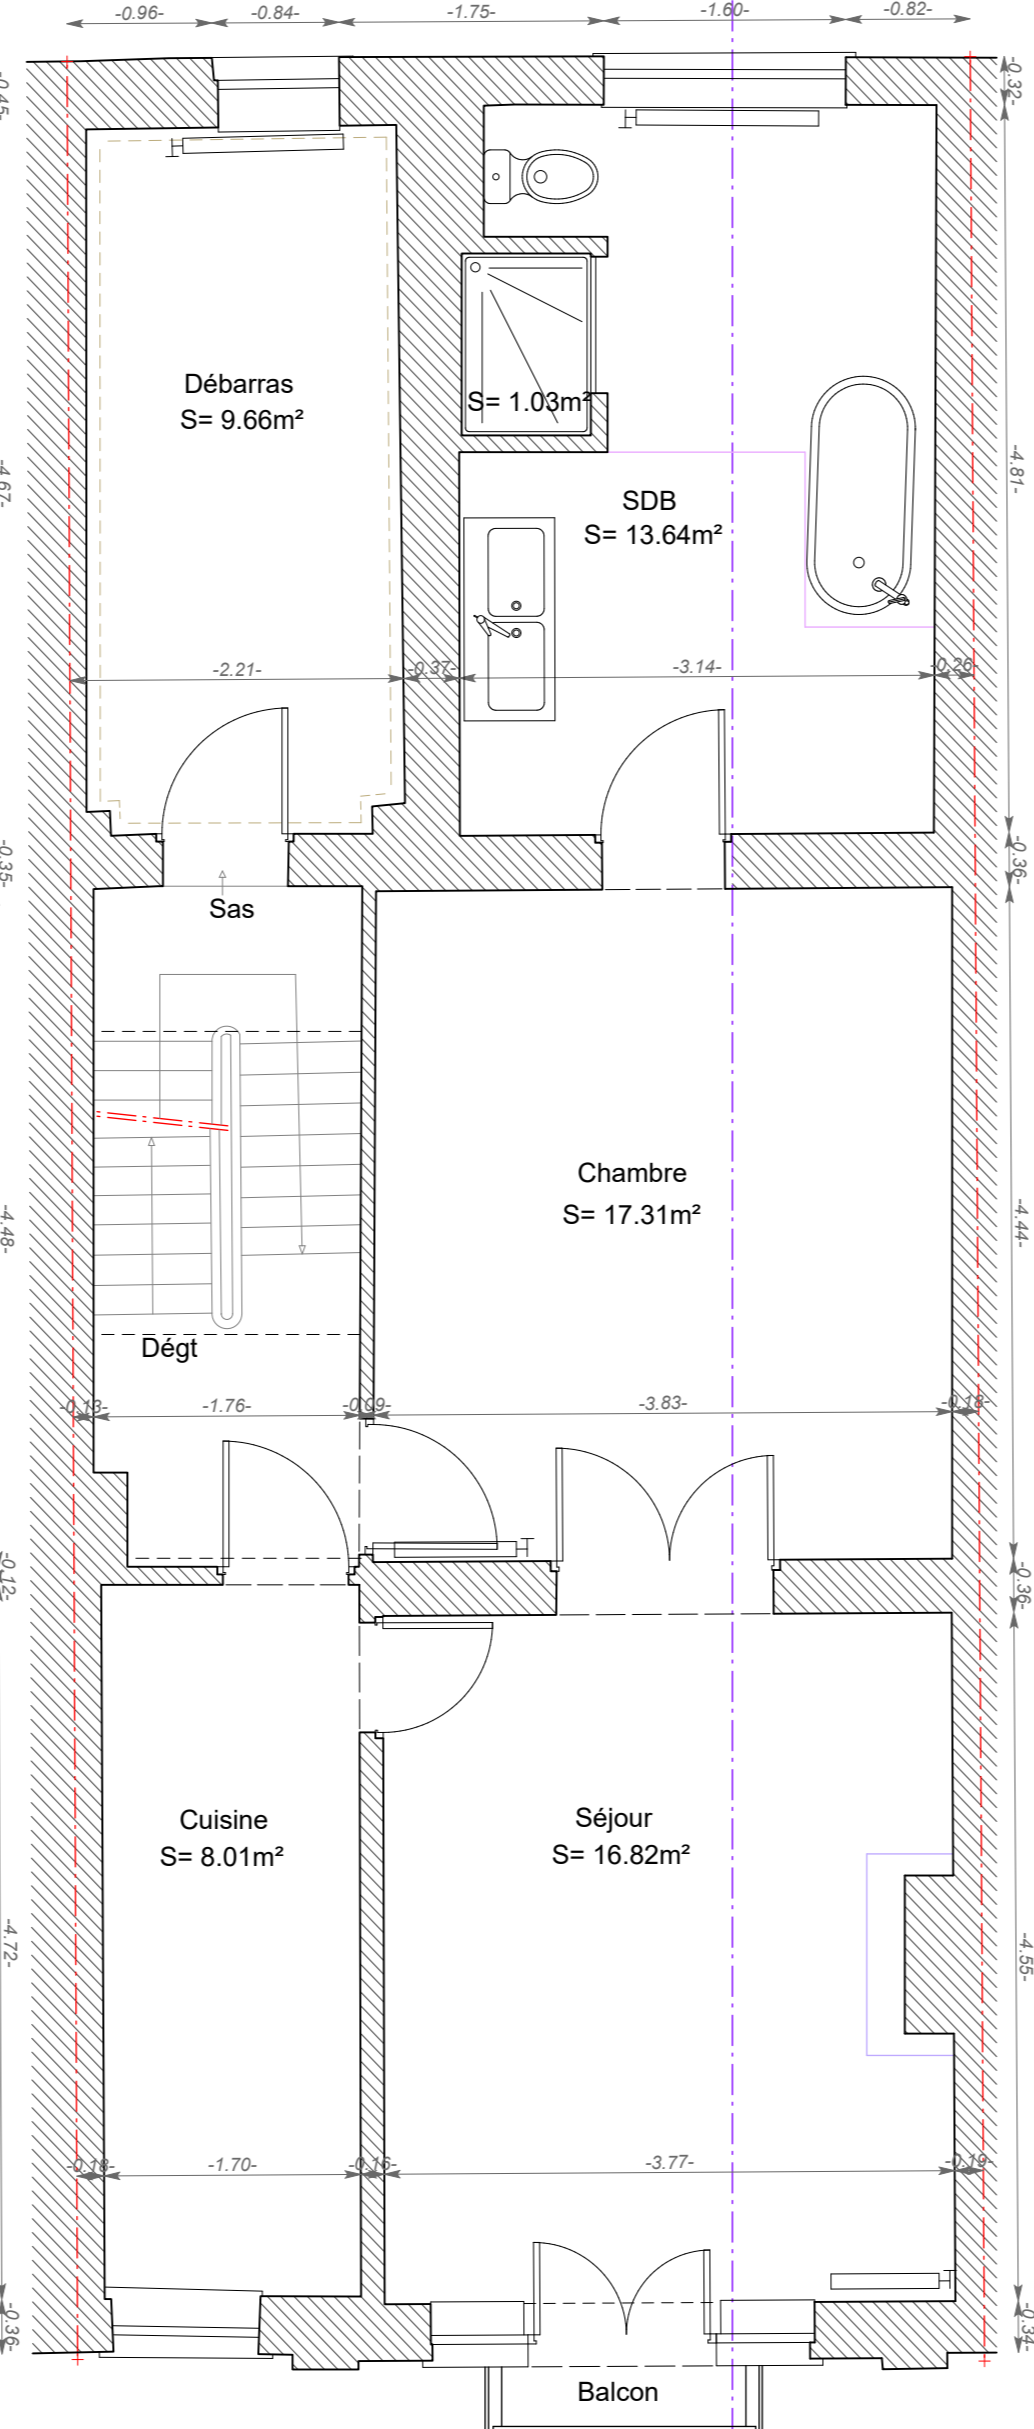 -0.96-
-0.84-
-1.75-
-1.60-
-0.82-
-0.45-
-0.32-
Débarras
S= 9.66m²
S= 1.03m²
-4.67-
-4.81-
SDB
S= 13.64m²
-2.21-
-0.37-
-3.14-
-0.26-
-0.35-
-0.36-
Sas
Chambre
S= 17.31m²
-4.48-
-4.44-
Dégt
-0.13-
-1.76-
-0.09-
-3.83-
-0.18-
-0.12-
-0.36-
Cuisine
S= 8.01m²
Séjour
S= 16.82m²
-4.72-
-4.55-
-0.18-
-1.70-
-0.16-
-3.77-
-0.19-
-0.36-
-0.34-
Balcon